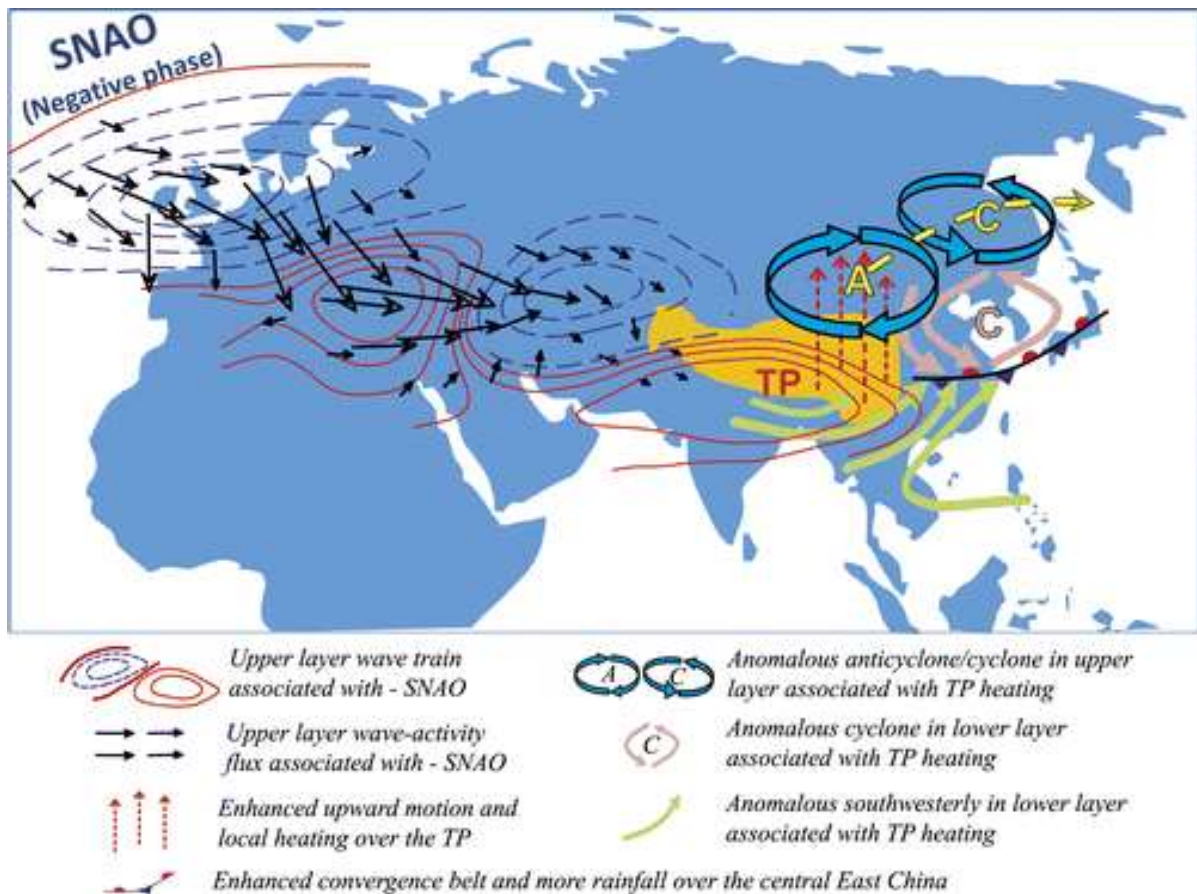 SNAO
(Negative phase)
C
A
C
TP
Upper layer wave train
associated with - SNAO
Upper layer wave-activity
flux associated with - SNAO
Enhanced upward motion and
local heating over the TP
A C
Anomalous anticyclone/cyclone in upper
layer associated with TP heating
C
Anomalous cyclone in lower layer
associated with TP heating
Anomalous southwesterly in lower layer
associated with TP heating
Enhanced convergence belt and more rainfall over the central East China